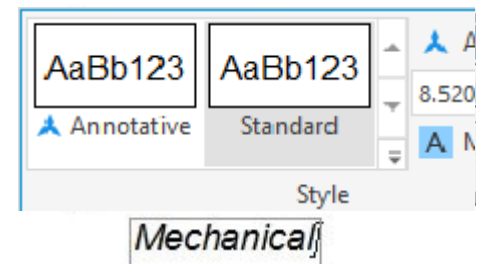 AaBb123 AaBb123 A
8.520
Annotative Standard A M
Style
Mechanical